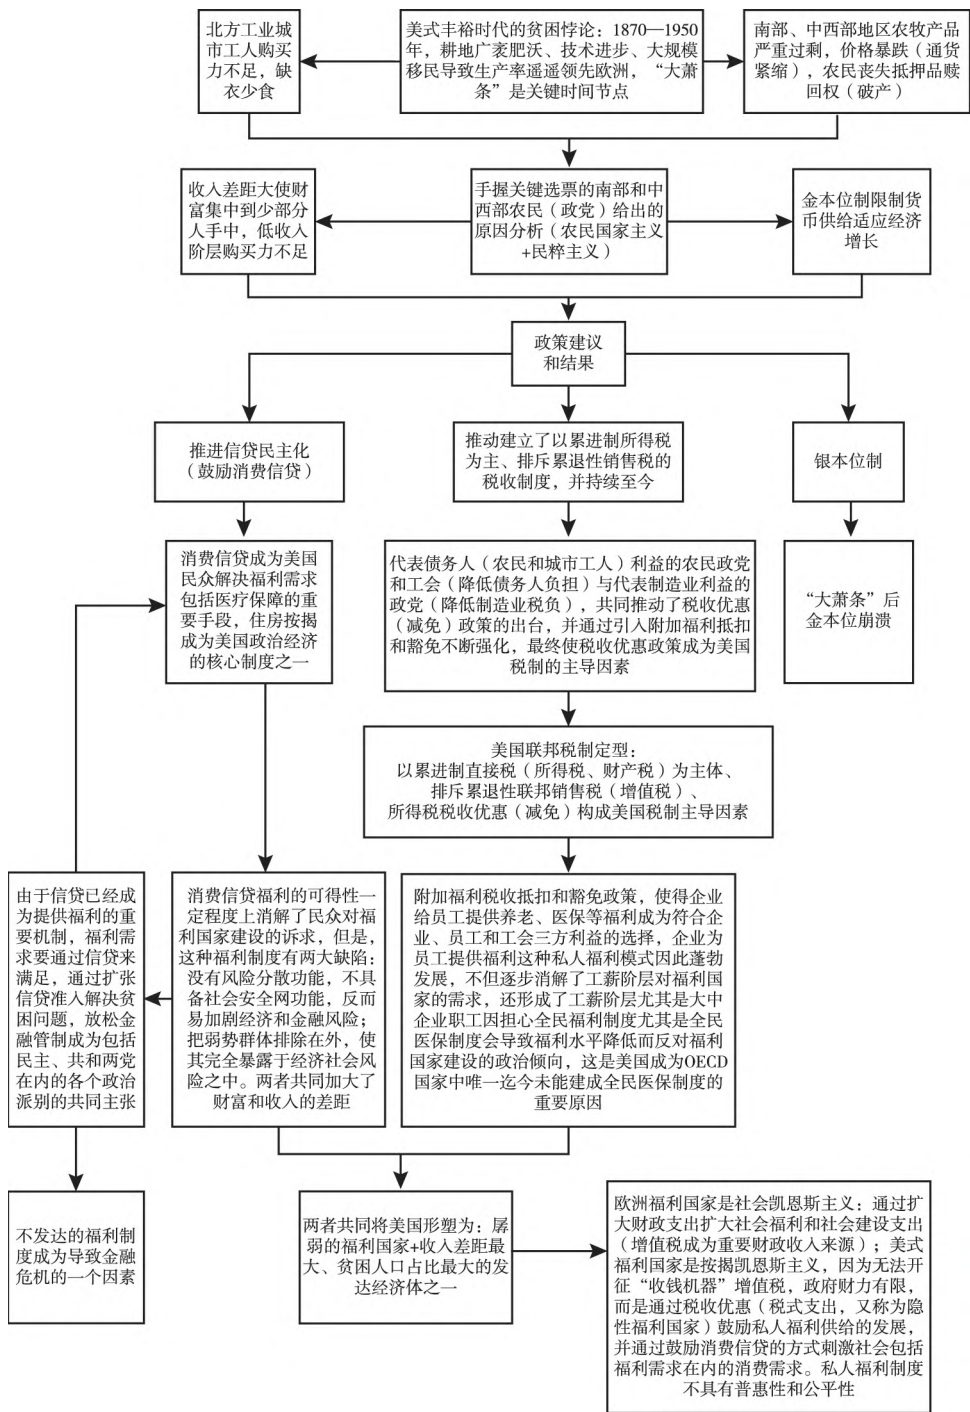 北方工业城
市工人购买
力不足，缺
衣少食
美式丰裕时代的贫困悖论：1870—1950
年，耕地广袤肥沃、技术进步、大规模
移民导致生产率遥遥领先欧洲，“大萧
条”是关键时间节点
南部、中西部地区农牧产品
严重过剩，价格暴跌（通货
紧缩），农民丧失抵押品赎
回权（破产）
收入差距大使财
富集中到少部分
人手中，低收入
阶层购买力不足
手握关键选票的南部和中
西部农民（政党）给出的
原因分析（农民国家主义
+民粹主义）
金本位制限制货
币供给适应经济
增长
政策建议
和结果
推进信贷民主化
（鼓励消费信贷）
推动建立了以累进制所得税
为主、排斥累退性销售税的
税收制度，并持续至今
银本位制
消费信贷成为美国
民众解决福利需求
包括医疗保障的重
要手段，住房按揭
成为美国政治经济
的核心制度之一
代表债务人（农民和城市工人）利益的农民政党
和工会（降低债务人负担）与代表制造业利益的
政党（降低制造业税负），共同推动了税收优惠
（减免）政策的出台，并通过引入附加福利抵扣
和豁免不断强化，最终使税收优惠政策成为美国
税制的主导因素
“大萧条”后
金本位崩溃
美国联邦税制定型：
以累进制直接税（所得税、财产税）为主体、
排斥累退性联邦销售税（增值税）、
所得税税收优惠（减免）构成美国税制主导因素
由于信贷已经成
为提供福利的重
要机制，福利需
求要通过信贷来
满足，通过扩张
信贷准入解决贫
困问题，放松金
融管制成为包括
民主、共和两党
在内的各个政治
派别的共同主张
消费信贷福利的可得性一
定程度上消解了民众对福
利国家建设的诉求，但是，
这种福利制度有两大缺陷：
没有风险分散功能，不具
备社会安全网功能，反而
易加剧经济和金融风险；
把弱势群体排除在外，使
其完全暴露于经济社会风
险之中。两者共同加大了
财富和收入的差距
附加福利税收抵扣和豁免政策，使得企业
给员工提供养老、医保等福利成为符合企
业、员工和工会三方利益的选择，企业为
员工提供福利这种私人福利模式因此蓬勃
发展，不但逐步消解了工薪阶层对福利国
家的需求，还形成了工薪阶层尤其是大中
企业职工因担心全民福利制度尤其是全民
医保制度会导致福利水平降低而反对福利
国家建设的政治倾向，这是美国成为OECD
国家中唯一迄今未能建成全民医保制度的
重要原因
不发达的福利制
度成为导致金融
危机的一个因素
两者共同将美国形塑为：孱
弱的福利国家+收入差距最
大、贫困人口占比最大的发
达经济体之一
欧洲福利国家是社会凯恩斯主义：通过扩
大财政支出扩大社会福利和社会建设支出
（增值税成为重要财政收入来源）；美式
福利国家是按揭凯恩斯主义，因为无法开
征“收钱机器”增值税，政府财力有限，
而是通过税收优惠（税式支出，又称为隐
性福利国家）鼓励私人福利供给的发展，
并通过鼓励消费信贷的方式刺激社会包括
福利需求在内的消费需求。私人福利制度
不具有普惠性和公平性